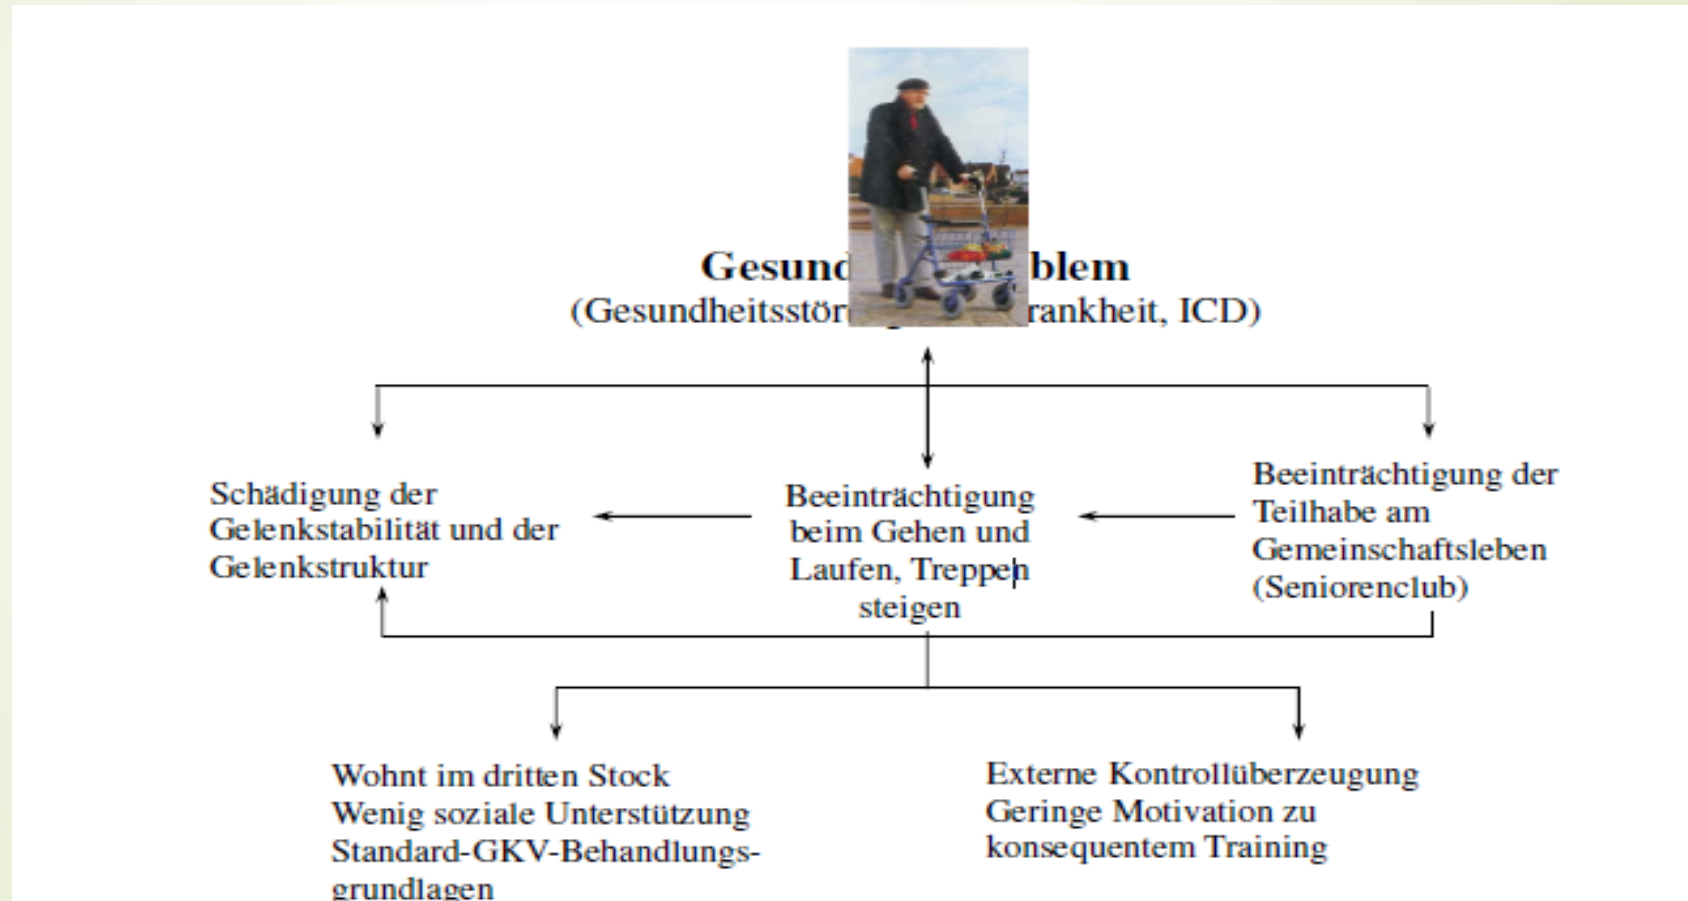 Gesund blem
(Gesundheitsstör rankheit, ICD)
Schädigung der
Gelenkstabilität und der
Gelenkstruktur
Beeinträchtigung
beim Gehen und
Laufen, Treppen
steigen
Beeinträchtigung der
Teilhabe am
Gemeinschaftsleben
(Seniorenclub)
Wohnt im dritten Stock
Wenig soziale Unterstützung
Standard-GKV-Behandlungs-
grundlagen
Externe Kontrollüberzeugung
Geringe Motivation zu
konsequentem Training